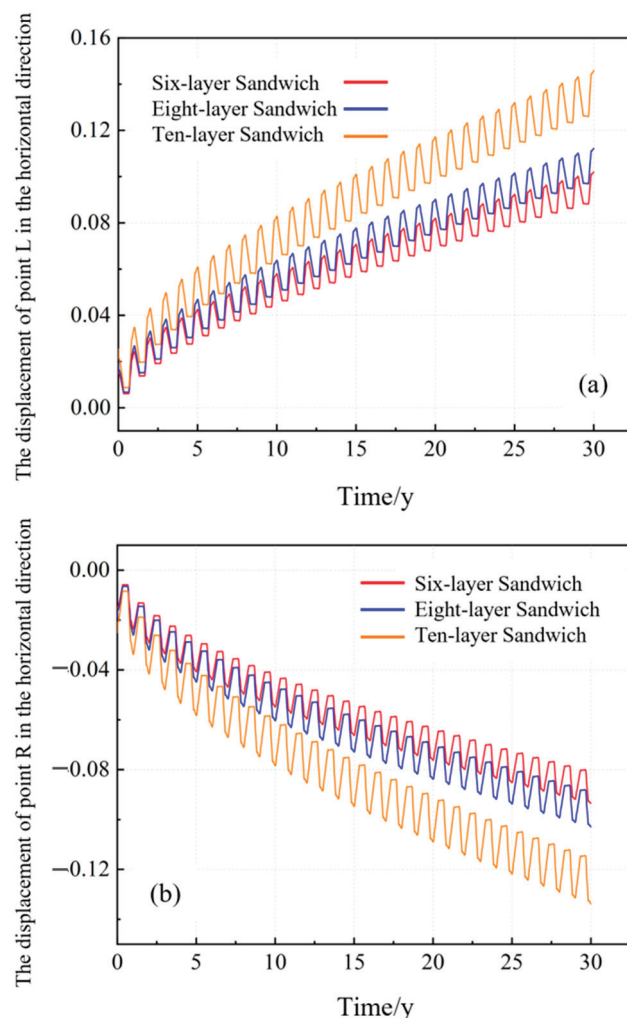 The displacement of point L in the horizontal direction
0.16
0.12
0.08
0.04
0.00
Six-layer Sandwich
Eight-layer Sandwich
Ten-layer Sandwich
(a)
0 5 10 15 20 25 30
Time/y
The displacement of point R in the horizontal direction
0.00
−0.04
−0.08
−0.12
Six-layer Sandwich
Eight-layer Sandwich
Ten-layer Sandwich
(b)
0 5 10 15 20 25 30
Time/y